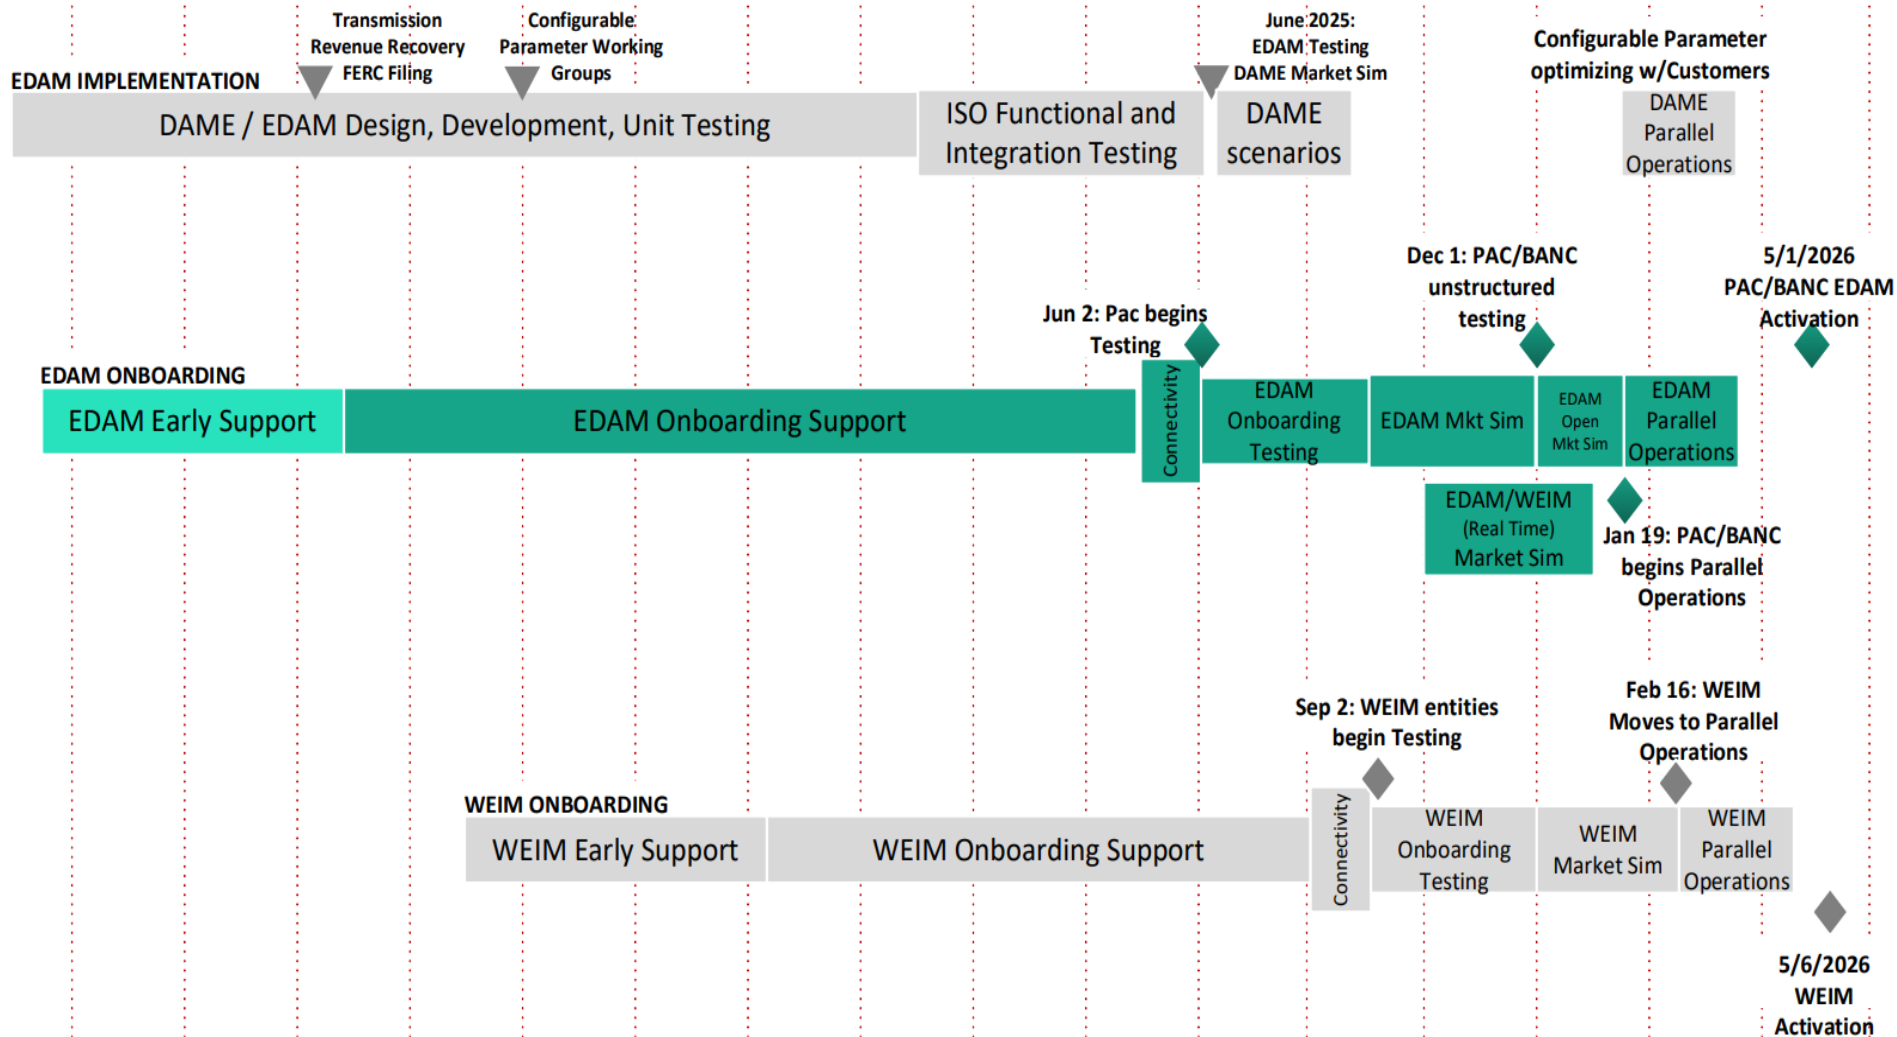 Transmission
Revenue Recovery
FERC Filing
Configurable
Parameter Working
Groups
June 2025:
EDAM Testing
DAME Market Sim
Configurable Parameter
optimizing w/Customers
EDAM IMPLEMENTATION
DAME / EDAM Design, Development, Unit Testing
ISO Functional and
Integration Testing
DAME
scenarios
DAME
Parallel
Operations
Dec 1: PAC/BANC
unstructured
testing
5/1/2026
PAC/BANC EDAM
Activation
Jun 2: Pac begins
Testing
EDAM ONBOARDING
EDAM Early Support
EDAM Onboarding Support
Connectivity
EDAM
Onboarding
Testing
EDAM Mkt Sim
EDAM
Open
Mkt Sim
EDAM
Parallel
Operations
EDAM/WEIM
(Real Time)
Market Sim
Jan 19: PAC/BANC
begins Parallel
Operations
Sep 2: WEIM entities
begin Testing
Feb 16: WEIM
Moves to Parallel
Operations
WEIM ONBOARDING
WEIM Early Support
WEIM Onboarding Support
Connectivity
WEIM
Onboarding
Testing
WEIM
Market Sim
WEIM
Parallel
Operations
5/6/2026
WEIM
Activation